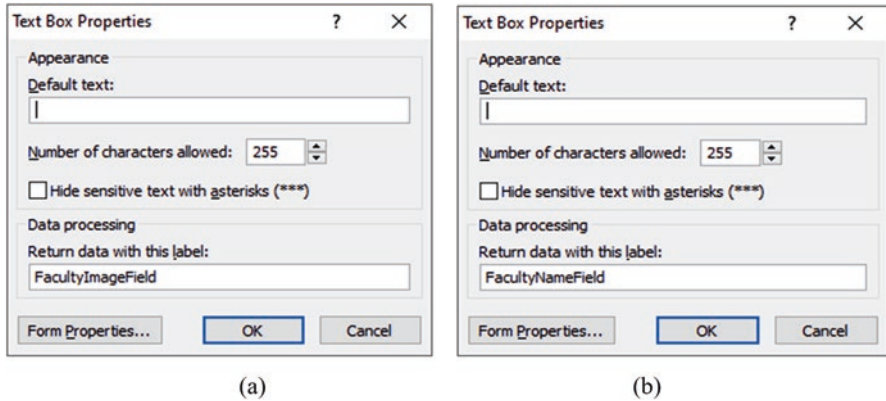 Text Box Properties ? ×
Appearance
Default text:
Number of characters allowed: 255
Hide sensitive text with asterisks (***)
Data processing
Return data with this label:
FacultyImageField
Form Properties... OK Cancel
(a)
Text Box Properties ? ×
Appearance
Default text:
Number of characters allowed: 255
Hide sensitive text with asterisks (***)
Data processing
Return data with this label:
FacultyNameField
Form Properties... OK Cancel
(b)